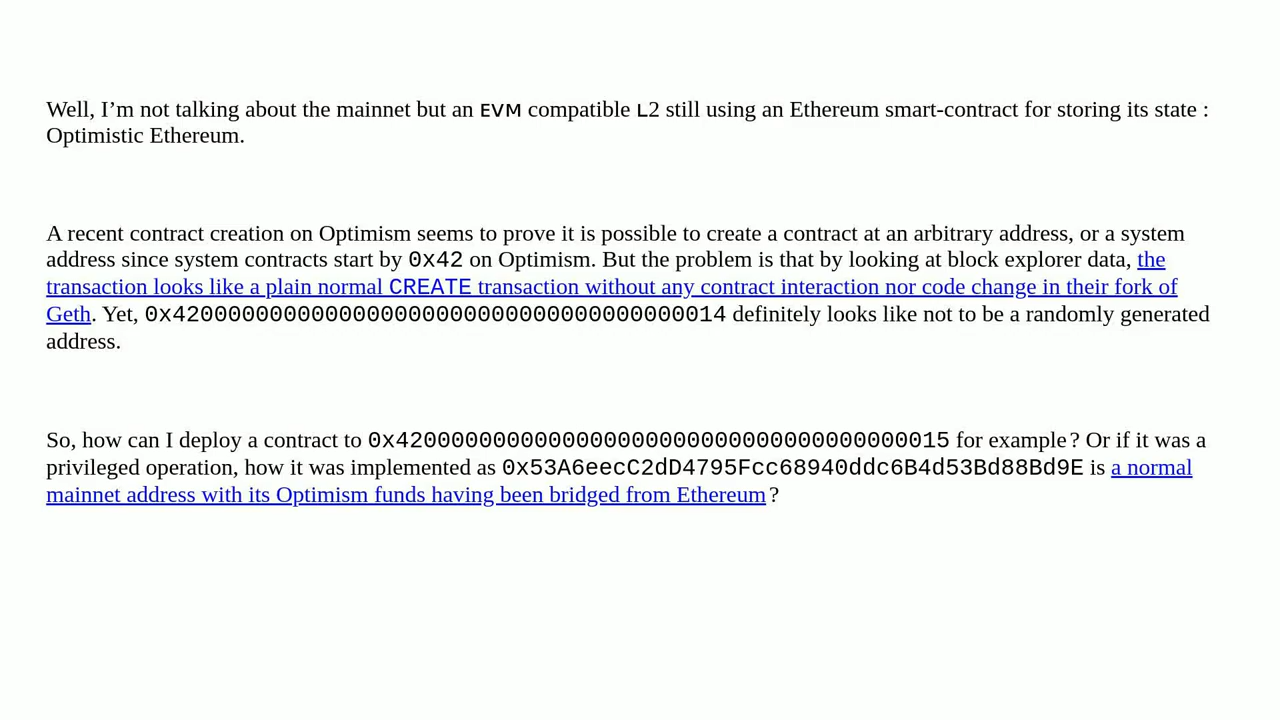 Well, I’m not talking about the mainnet but an ᴇᴠᴍ compatible ʟ2 still using an Ethereum smart-contract for storing its state :
Optimistic Ethereum.
A recent contract creation on Optimism seems to prove it is possible to create a contract at an arbitrary address, or a system
address since system contracts start by 0x42 on Optimism. But the problem is that by looking at block explorer data, the
transaction looks like a plain normal CREATE transaction without any contract interaction nor code change in their fork of
Geth. Yet, 0x4200000000000000000000000000000000000014 definitely looks like not to be a randomly generated
address.
So, how can I deploy a contract to 0x4200000000000000000000000000000000000015 for example ? Or if it was a
privileged operation, how it was implemented as 0x53A6eecC2dD4795Fcc68940ddc6B4d53Bd88Bd9E is a normal
mainnet address with its Optimism funds having been bridged from Ethereum ?